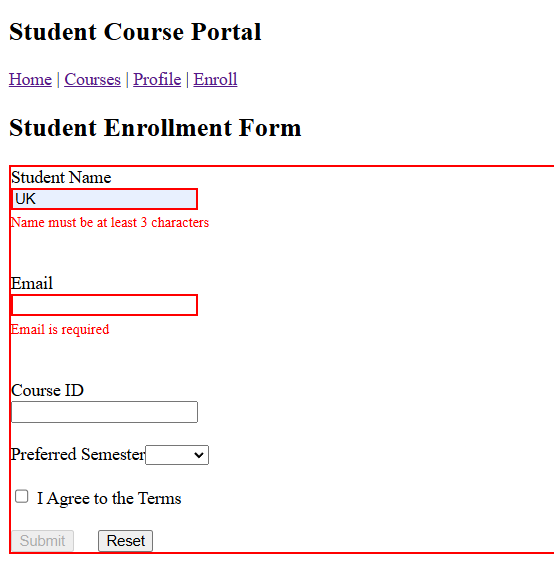 Student Course Portal
Home | Courses | Profile | Enroll
Student Enrollment Form
Student Name
UK
Name must be at least 3 characters
Email
Email is required
Course ID
Preferred Semester
I Agree to the Terms
Submit Reset